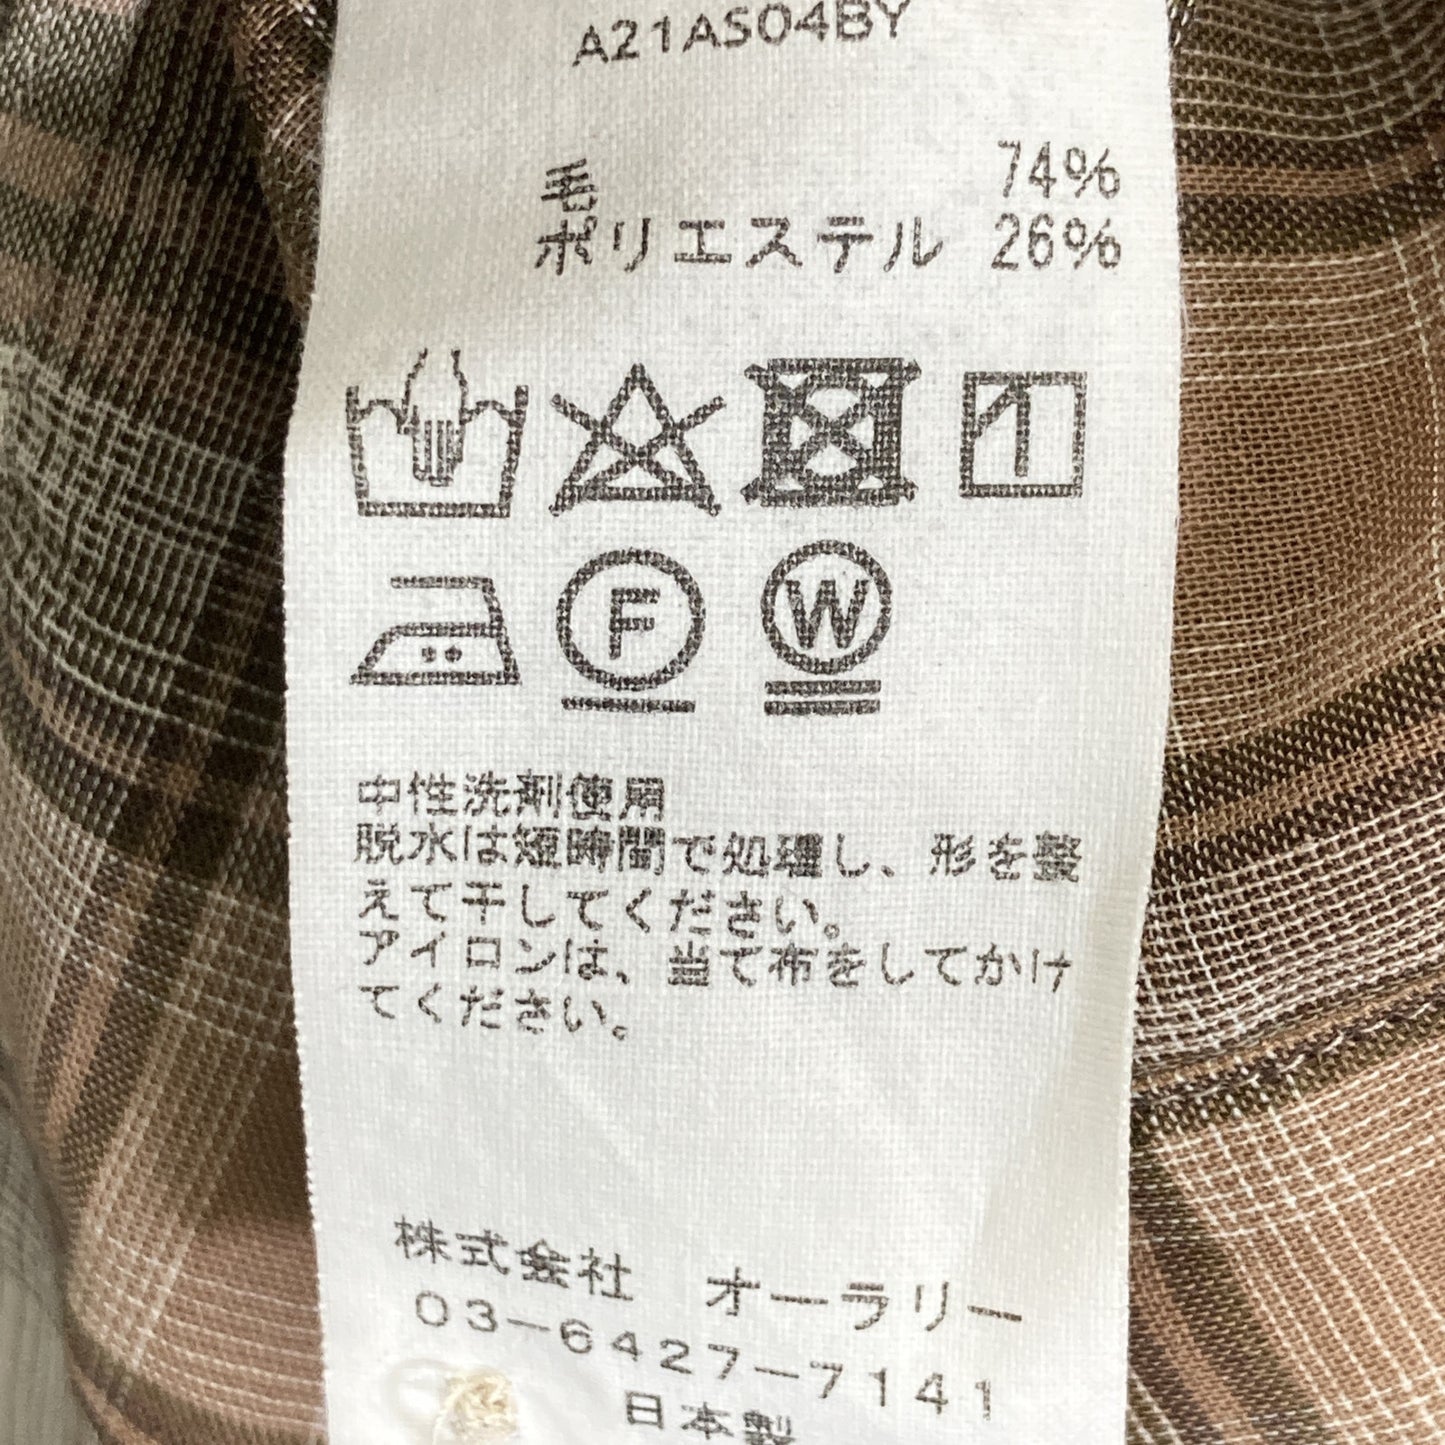 A21AS04BY
毛 74%
ポリエステル 26%
F W
中性洗剤使用
脱水は短時間で処理し、形を整
えて干してください。
アイロンは、当て布をしてかけ
てください。
株式会社 オーラリー
03-6427-7141
日本製